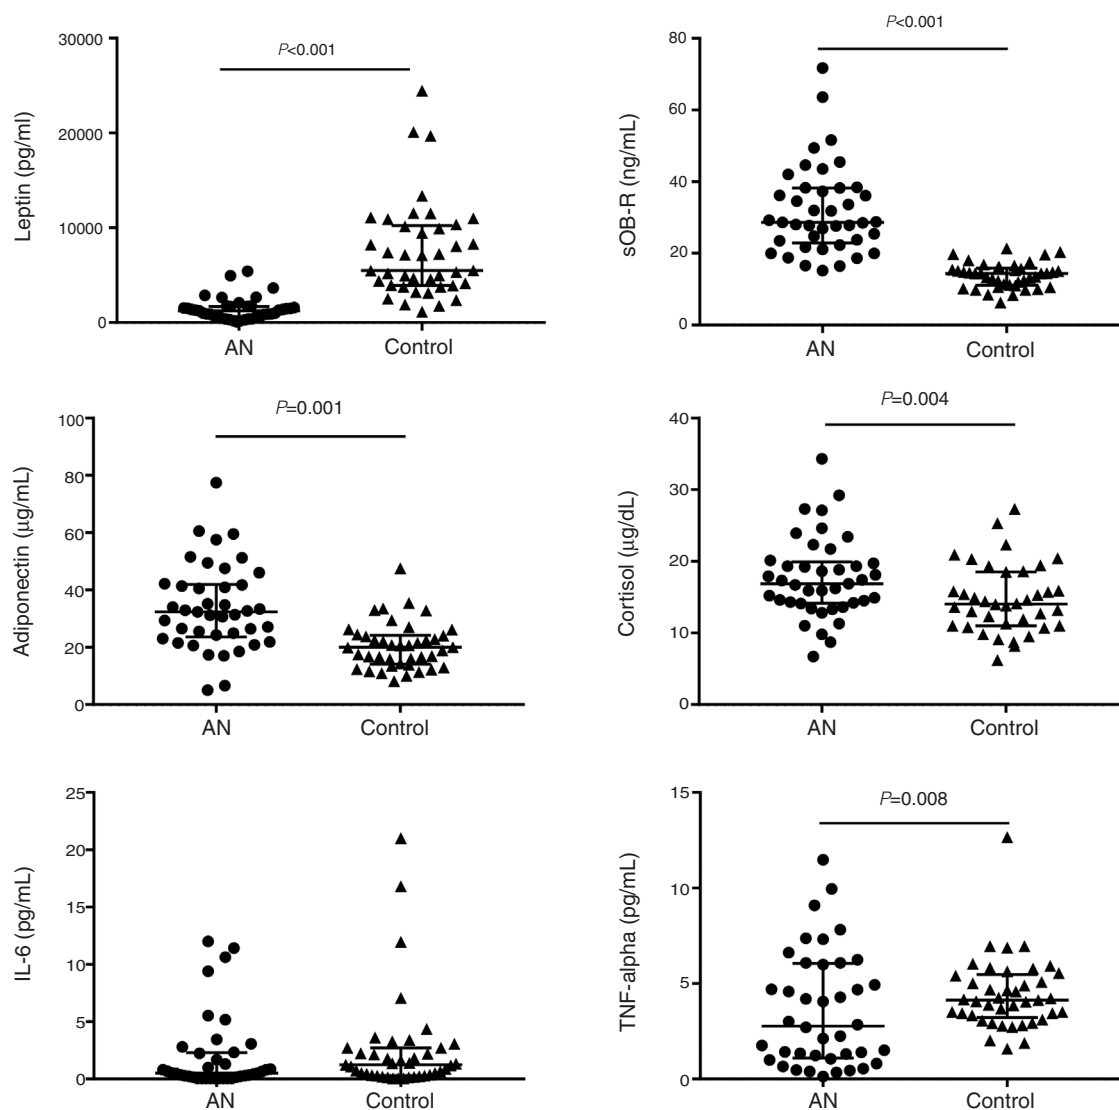 P<0.001
Leptin (pg/ml)
30000
20000
10000
0
AN
Control
P<0.001
sOB-R (ng/mL)
80
60
40
20
0
AN
Control
P=0.001
Adiponectin (μg/mL)
100
80
60
40
20
0
AN
Control
P=0.004
Cortisol (μg/dL)
40
30
20
10
0
AN
Control
IL-6 (pg/mL)
25
20
15
10
5
0
AN
Control
P=0.008
TNF-alpha (pg/mL)
15
10
5
0
AN
Control